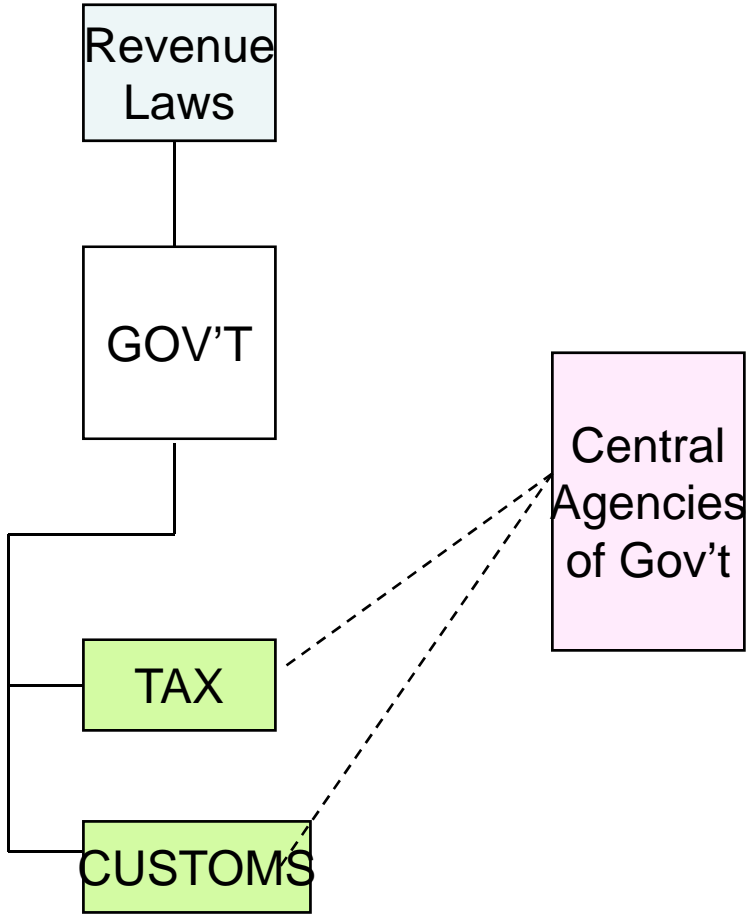 Revenue
Laws
GOV’T
Central
Agencies
of Gov’t
TAX
CUSTOMS